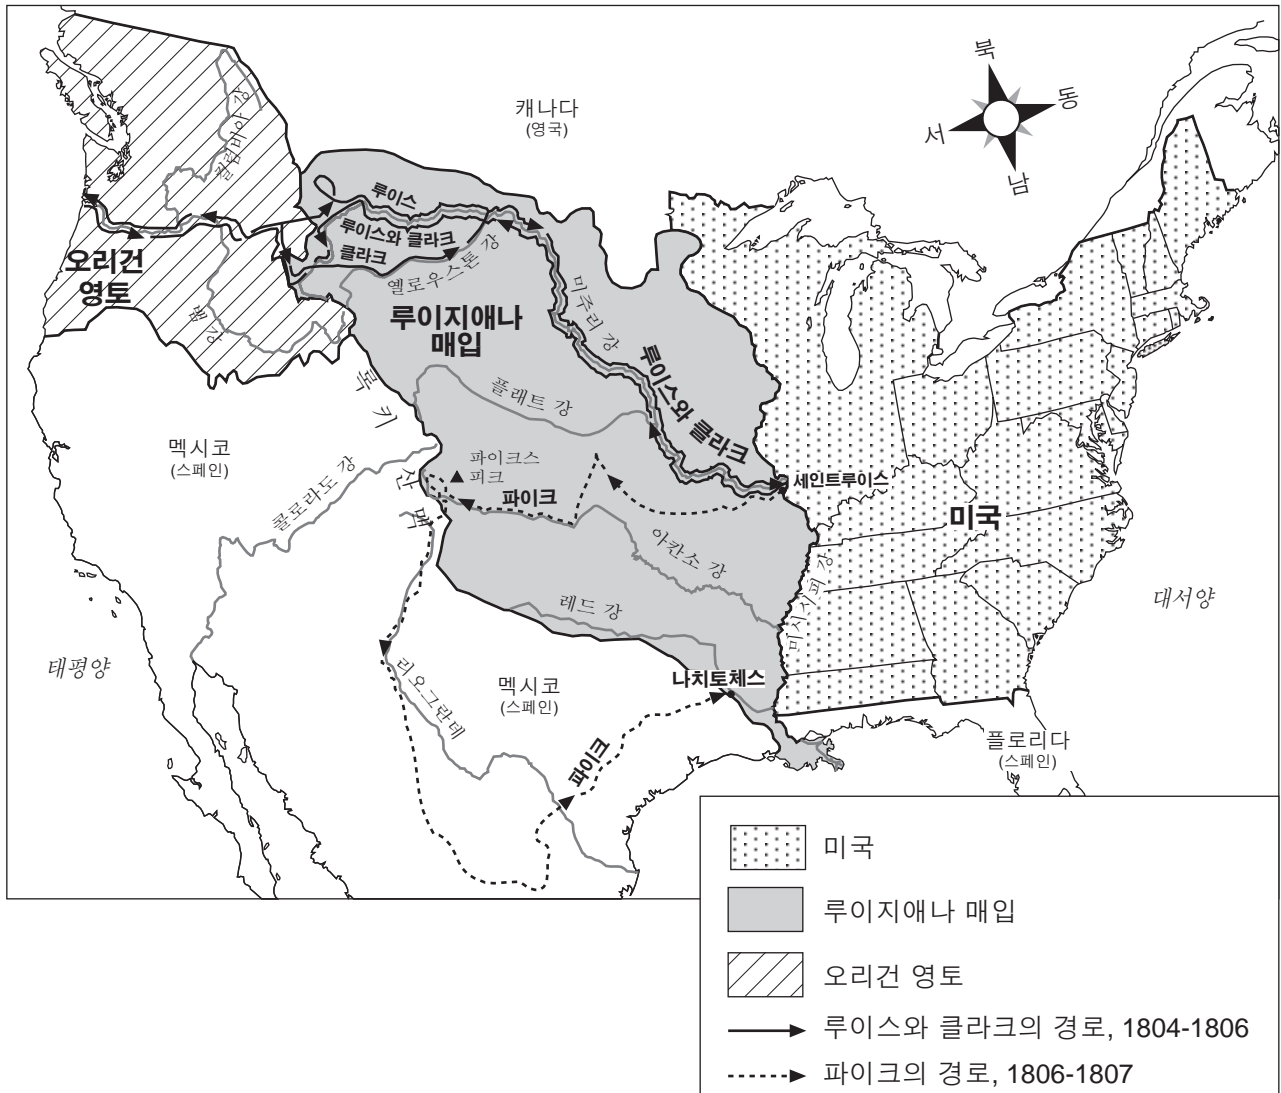 북
동
서
남
캐나다
(영국)
컬럼비아 강
루이스
루이스와 클라크
클라크
옐로우스톤 강
오리건
영토
뱀 강
루이지애나
매입
미주리 강
루이스와 클라크
플래트 강
록키 산맥
멕시코
(스페인)
콜로라도 강
파이크스
피크
파이크
세인트루이스
미국
아칸소 강
미시시피 강
레드 강
대서양
태평양
나치토체스
멕시코
(스페인)
리오그란데
파이크
플로리다
(스페인)
미국
루이지애나 매입
오리건 영토
루이스와 클라크의 경로, 1804-1806
파이크의 경로, 1806-1807